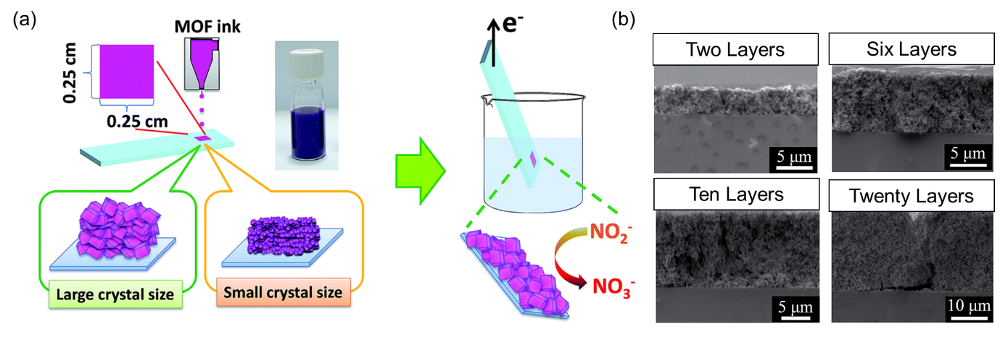 (a)
MOF ink
0.25 cm
0.25 cm
Large crystal size
Small crystal size
e-
NO2-
NO3-
(b)
Two Layers
5 μm
Six Layers
5 μm
Ten Layers
5 μm
Twenty Layers
10 μm